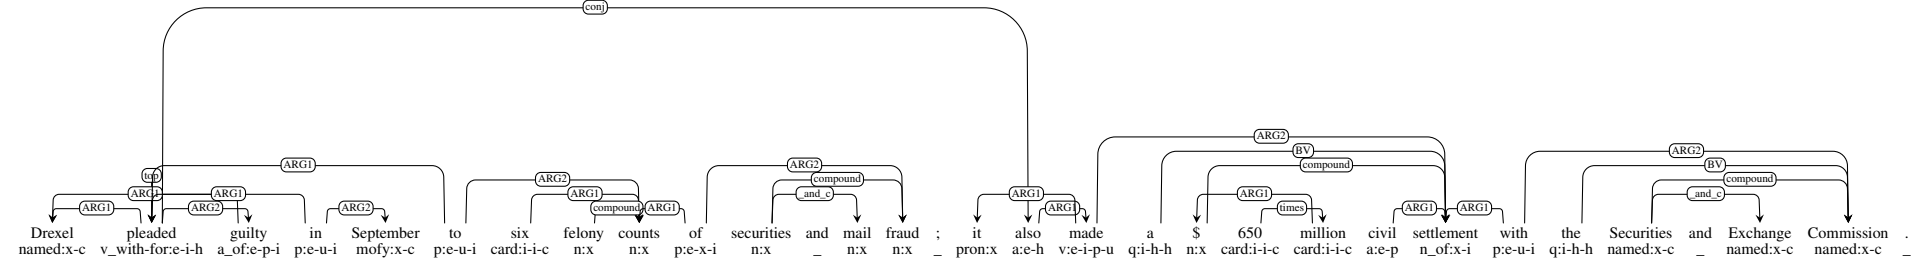 conj
ARG2
BV
compound
ARG1
ARG2
ARG2
BV
compound
top
ARG2
compound
ARG1
ARG1
ARG1
_and_c
ARG1
ARG1
_and_c
ARG1
ARG2
ARG2
compound
ARG1
ARG1
times
ARG1
ARG1
Drexel pleaded guilty in September to six felony counts of securities and mail fraud ; it also made a $ 650 million civil settlement with the Securities and Exchange Commission .
named:x-c v_with-for:e-i-h a_of:e-p-i p:e-u-i mofy:x-c p:e-u-i card:i-i-c n:x n:x p:e-x-i n:x _ n:x n:x _ pron:x a:e-h v:e-i-p-u q:i-h-h n:x card:i-i-c card:i-i-c a:e-p n_of:x-i p:e-u-i q:i-h-h named:x-c _ named:x-c named:x-c _